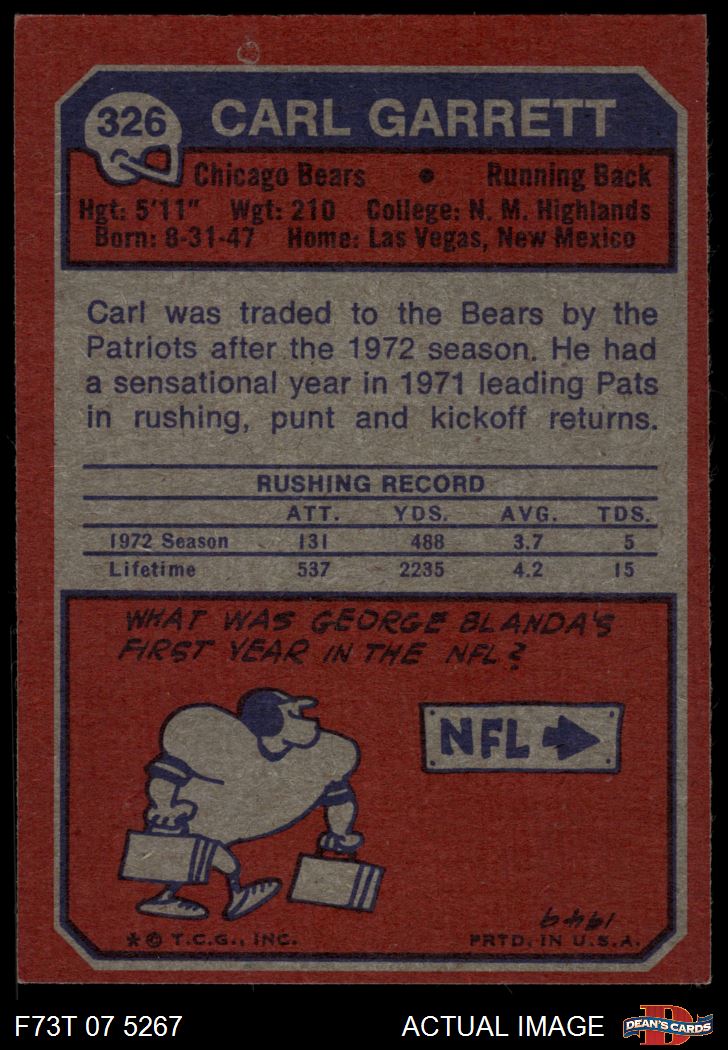 326 CARL GARRETT
Chicago Bears • Running Back
Hgt: 5'11" Wgt: 210 College: N. M. Highlands
Born: 8-31-47 Home: Las Vegas, New Mexico
Carl was traded to the Bears by the
Patriots after the 1972 season. He had
a sensational year in 1971 leading Pats
in rushing, punt and kickoff returns.
RUSHING RECORD
ATT. YDS. AVG. TDS.
1972 Season 131 488 3.7 5
Lifetime 537 2235 4.2 15
WHAT WAS GEORGE BLANDA'S
FIRST YEAR IN THE NFL?
NFL
1949
* © T.C.G., INC. PRTD. IN U.S.A.
F73T 07 5267 ACTUAL IMAGE
D
DEAN'S CARDS